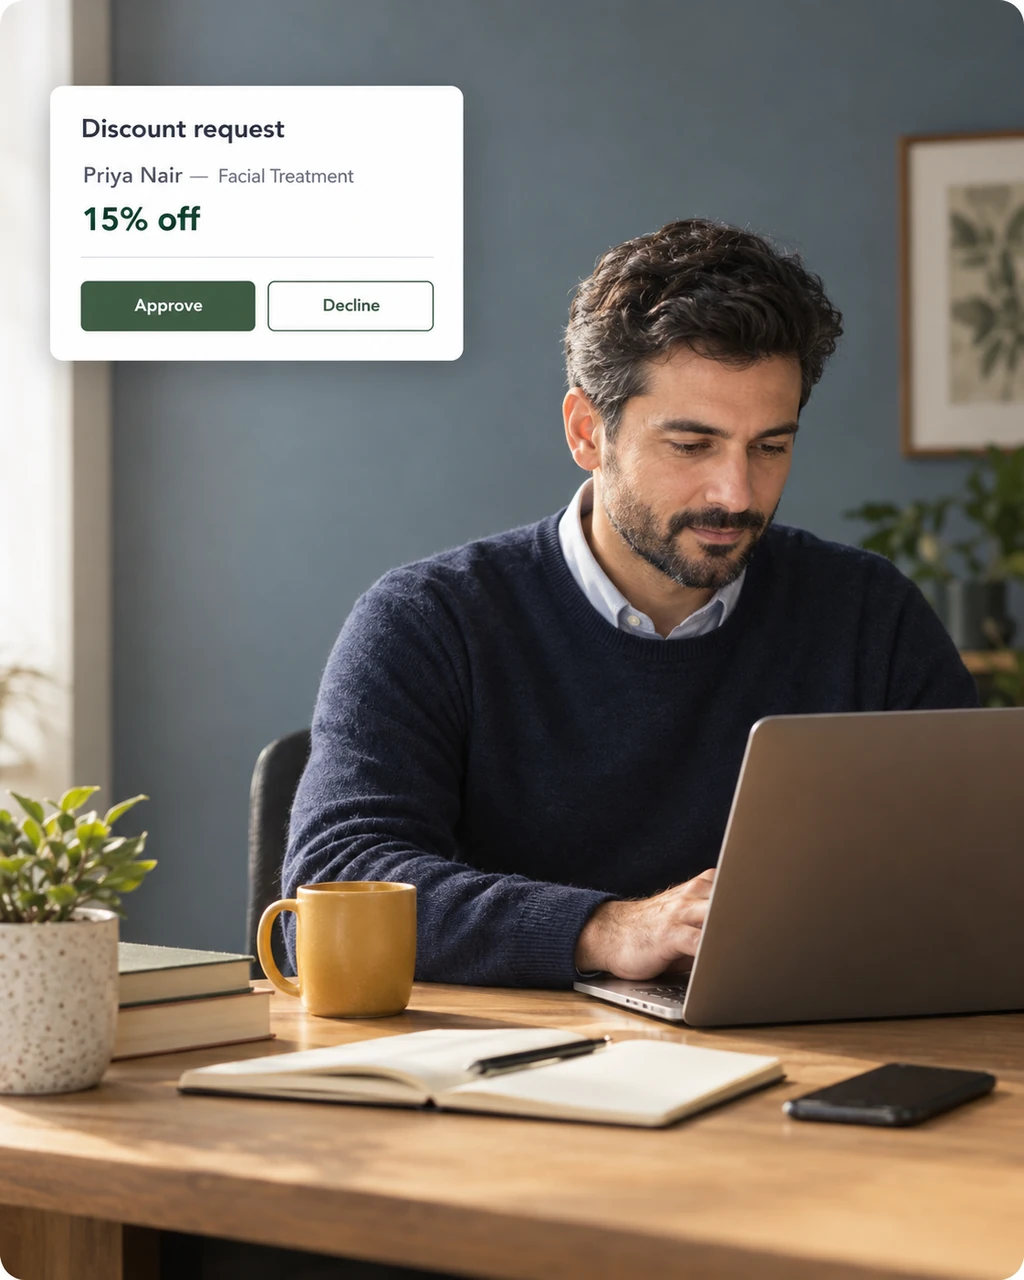 Discount request
Priya Nair — Facial Treatment
15% off
Approve
Decline